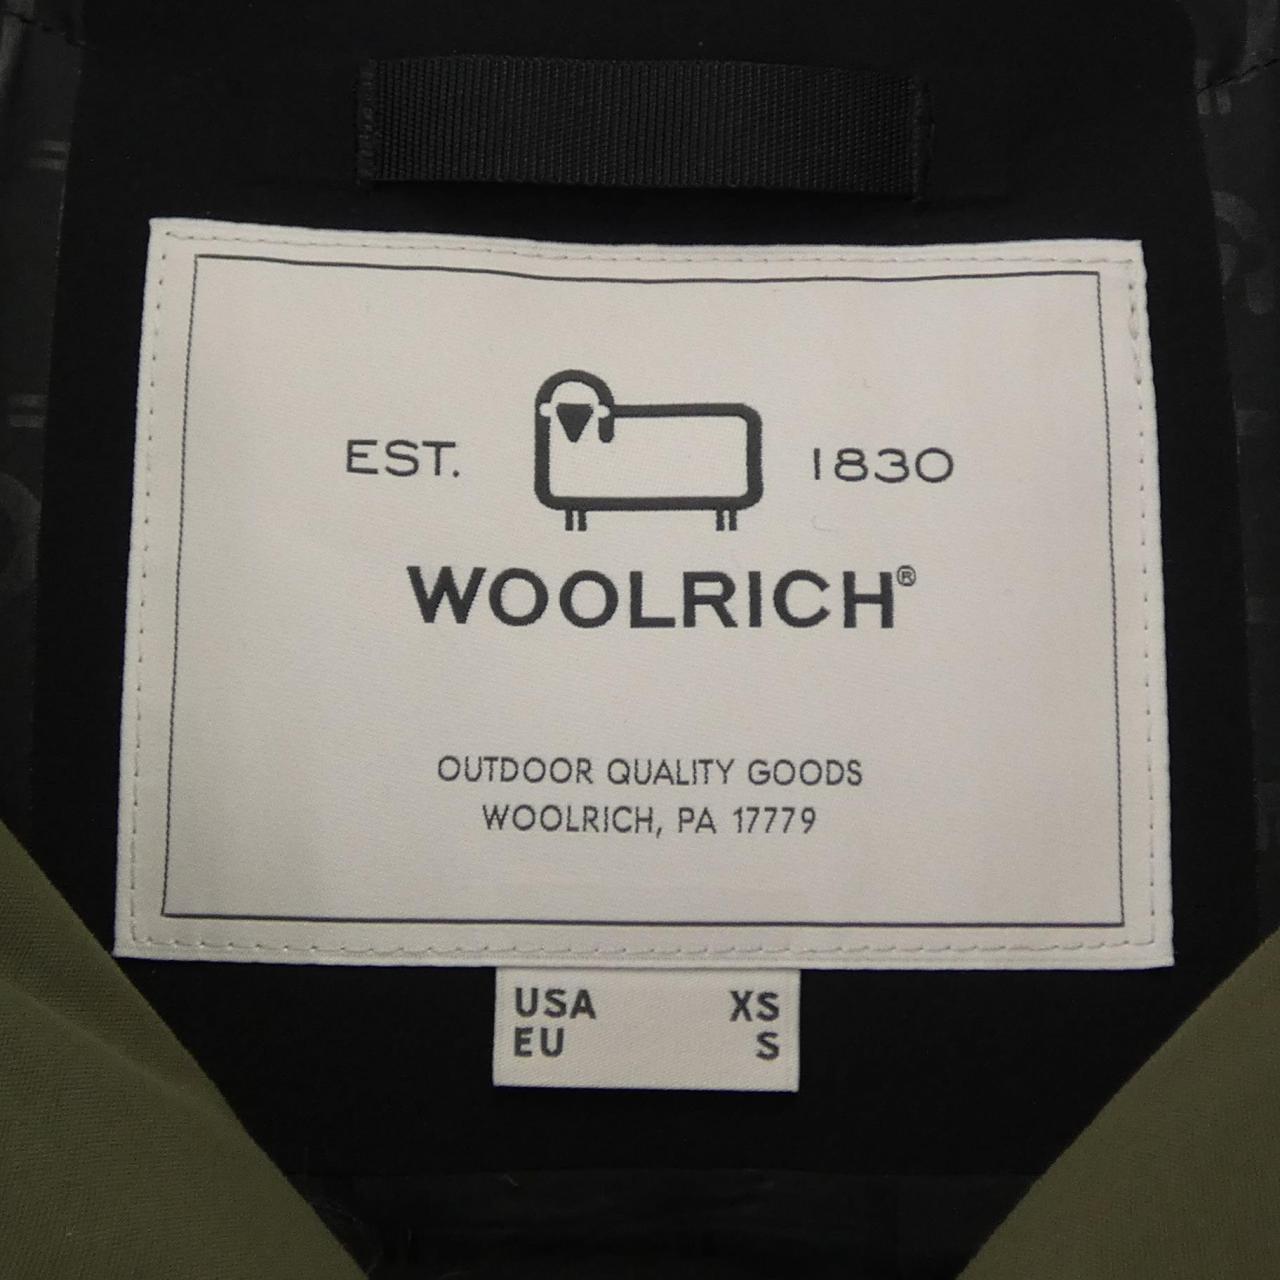 EST. 1830
WOOLRICH®
OUTDOOR QUALITY GOODS
WOOLRICH, PA 17779
USA XS
EU S